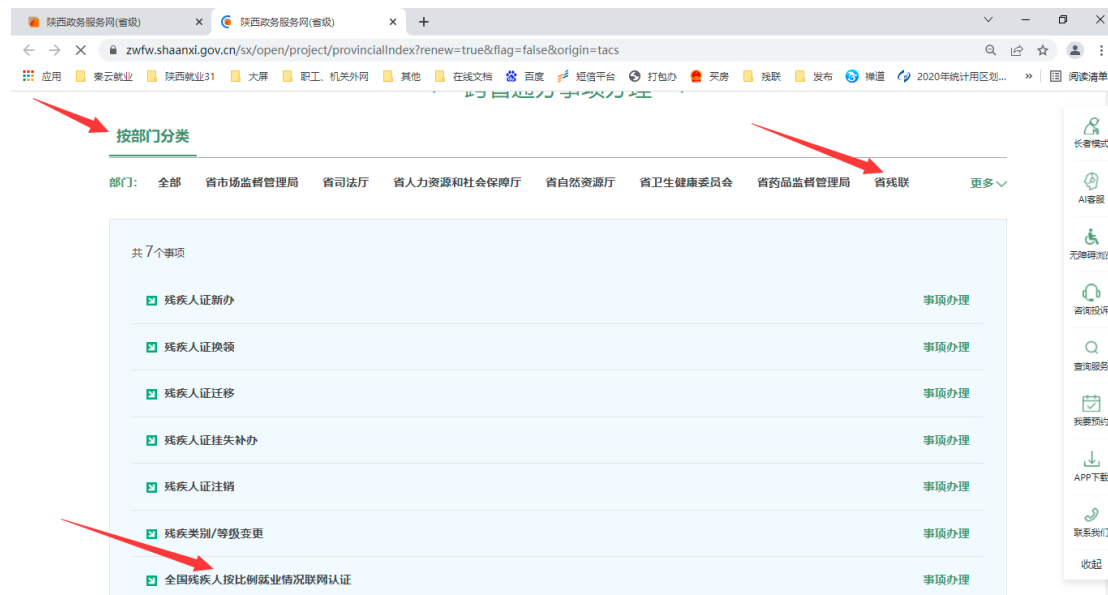 陕西政务服务网(省级)
陕西政务服务网(省级)
zwfw.shaanxi.gov.cn/sx/open/project/provincialIndex?renew=true&flag=false&origin=tacs
应用 秦云就业 陕西就业31 大屏 职工、机关外网 其他 在线文档 百度 短信平台 打包办 买房 残联 发布 禅道 2020年统计用区划... » 阅读清单
跨省通办事项办理
按部门分类
部门: 全部 省市场监督管理局 省司法厅 省人力资源和社会保障厅 省自然资源厅 省卫生健康委员会 省药品监督管理局 省残联 更多
共7个事项
残疾人证新办 事项办理
残疾人证换领 事项办理
残疾人证迁移 事项办理
残疾人证挂失补办 事项办理
残疾人证注销 事项办理
残疾类别/等级变更 事项办理
全国残疾人按比例就业情况联网认证 事项办理
长者模式
AI客服
无障碍浏览
咨询投诉
查询服务
我要预约
APP下载
联系我们
收起